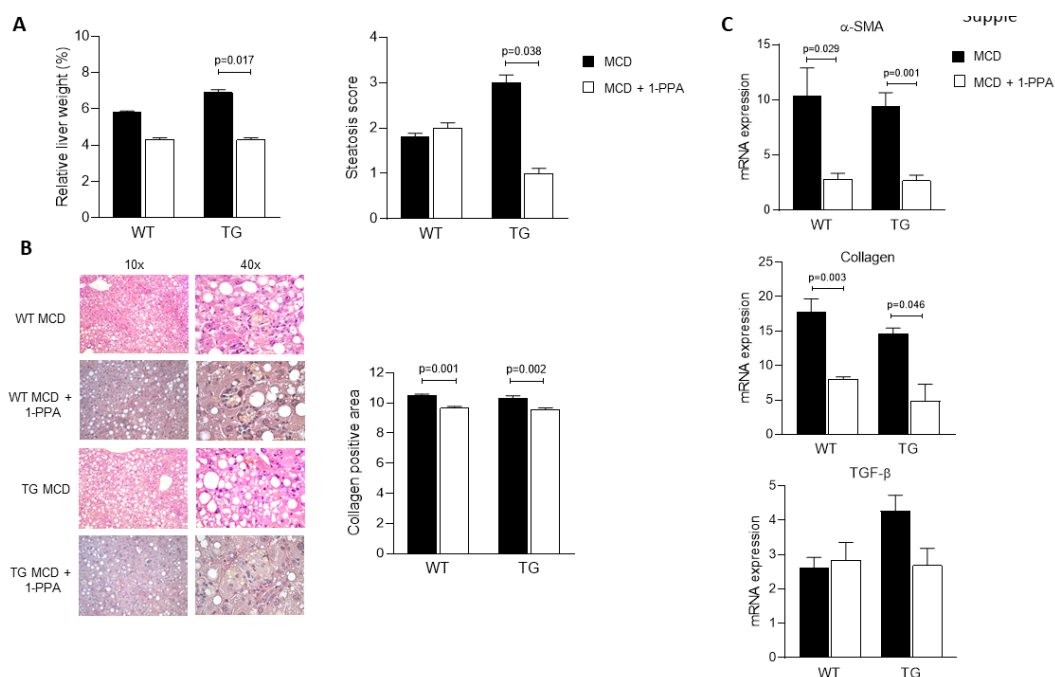 A
Relative liver weight (%)
10
8
6
4
2
0
p=0.017
WT
TG
Steatosis score
4
3
2
1
0
p=0.038
WT
TG
MCD
MCD + 1-PPA
B
10x
40x
WT MCD
WT MCD +
1-PPA
TG MCD
TG MCD +
1-PPA
Collagen positive area
14
12
10
8
6
4
2
0
p=0.001
p=0.002
WT
TG
C
Supple
α-SMA
mRNA expression
15
10
5
0
p=0.029
p=0.001
WT
TG
MCD
MCD + 1-PPA
Collagen
mRNA expression
25
20
15
10
5
0
p=0.003
p=0.046
WT
TG
TGF-β
mRNA expression
5
4
3
2
1
0
WT
TG